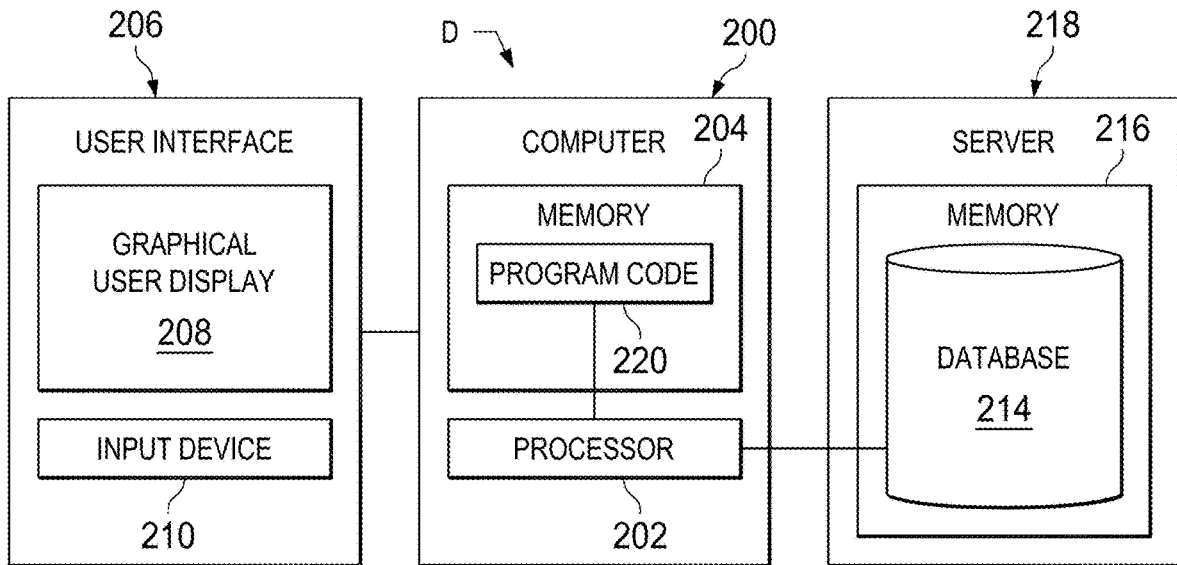 206
D
200
218
USER INTERFACE
GRAPHICAL
USER DISPLAY
208
INPUT DEVICE
210
COMPUTER
204
MEMORY
PROGRAM CODE
220
PROCESSOR
202
SERVER
216
MEMORY
DATABASE
214